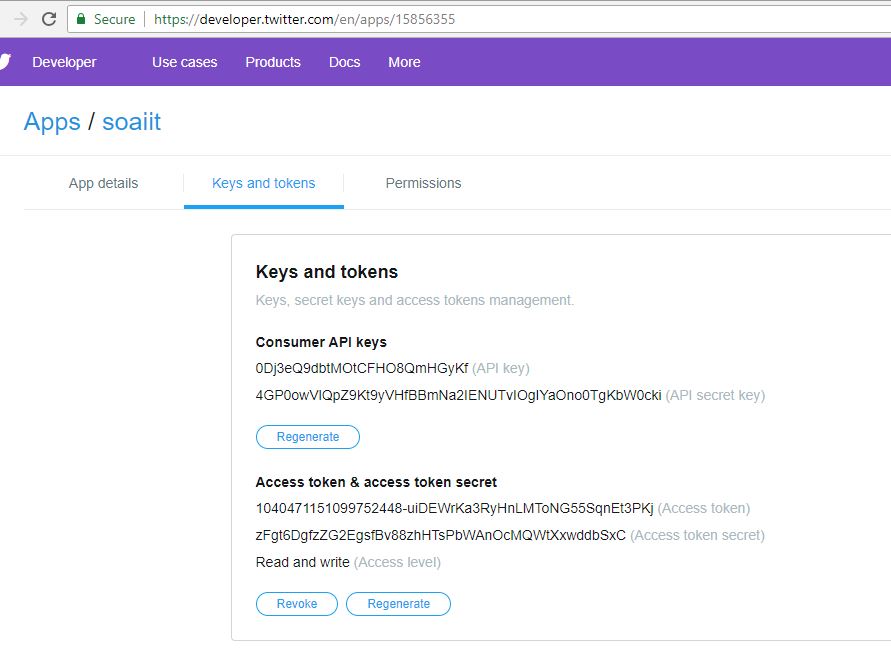 Secure https://developer.twitter.com/en/apps/15856355
Developer Use cases Products Docs More
Apps / soaiit
App details Keys and tokens Permissions
Keys and tokens
Keys, secret keys and access tokens management.
Consumer API keys
0Dj3eQ9dbtMOtCFHO8QmHGyKf (API key)
(API secret key)
Regenerate
Access token & access token secret
1040471151099752448-uiDEWrKa3RyHnLMToNG55SqnEt3PKj (Access token)
zFgt6DgfzZG2EgsfBv88zhHTsPbWAnOcMQWtXxwddbSxC (Access token secret)
Read and write (Access level)
Revoke Regenerate